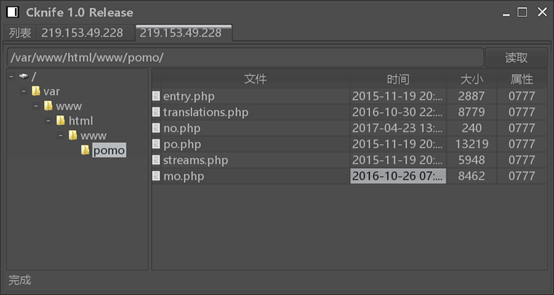 Cknife 1.0 Release
列表 219.153.49.228 219.153.49.228
/var/www/html/www/pomo/ 读取
/
var
www
html
www
pomo
文件 时间 大小 属性
entry.php 2015-11-19 20:... 2887 0777
translations.php 2016-10-30 22:... 8779 0777
no.php 2017-04-23 13:... 240 0777
po.php 2015-11-19 20:... 13219 0777
streams.php 2015-11-19 20:... 5948 0777
mo.php 2016-10-26 07:... 8462 0777
完成